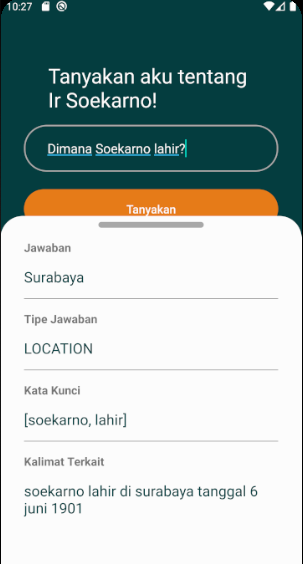 10:27
Tanyakan aku tentang
Ir Soekarno!
Dimana Soekarno lahir?
Tanyakan
Jawaban
Surabaya
Tipe Jawaban
LOCATION
Kata Kunci
[soekarno, lahir]
Kalimat Terkait
soekarno lahir di surabaya tanggal 6
juni 1901